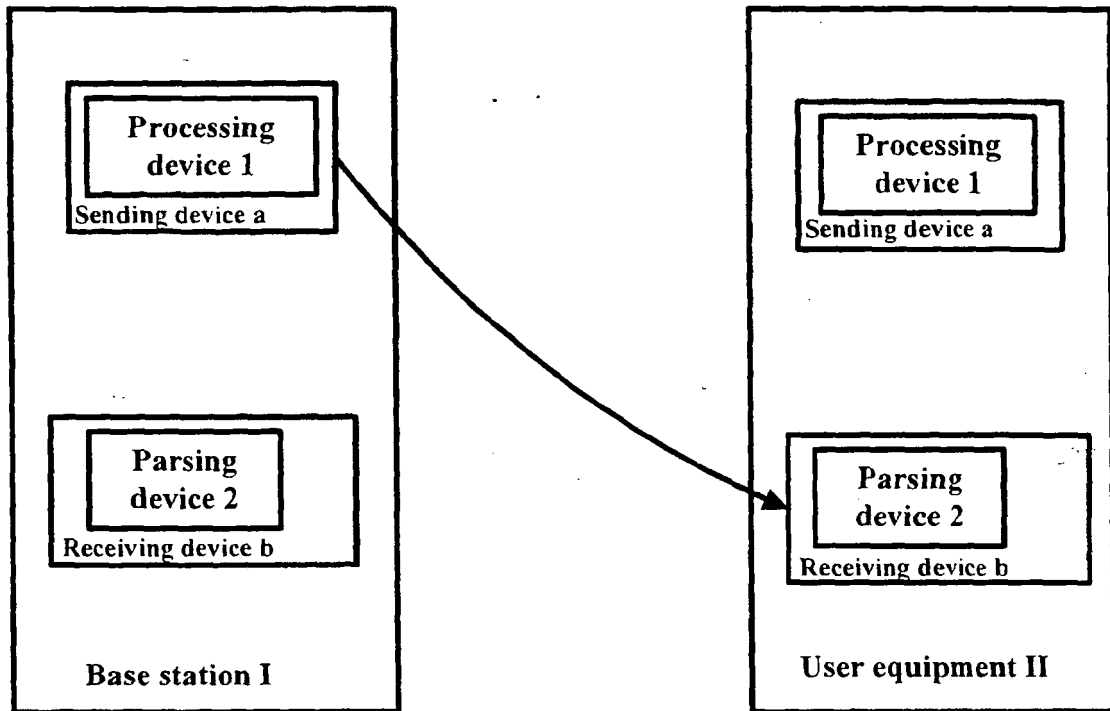 Processing
device 1
Sending device a
Parsing
device 2
Receiving device b
Base station I
Processing
device 1
Sending device a
Parsing
device 2
Receiving device b
User equipment II